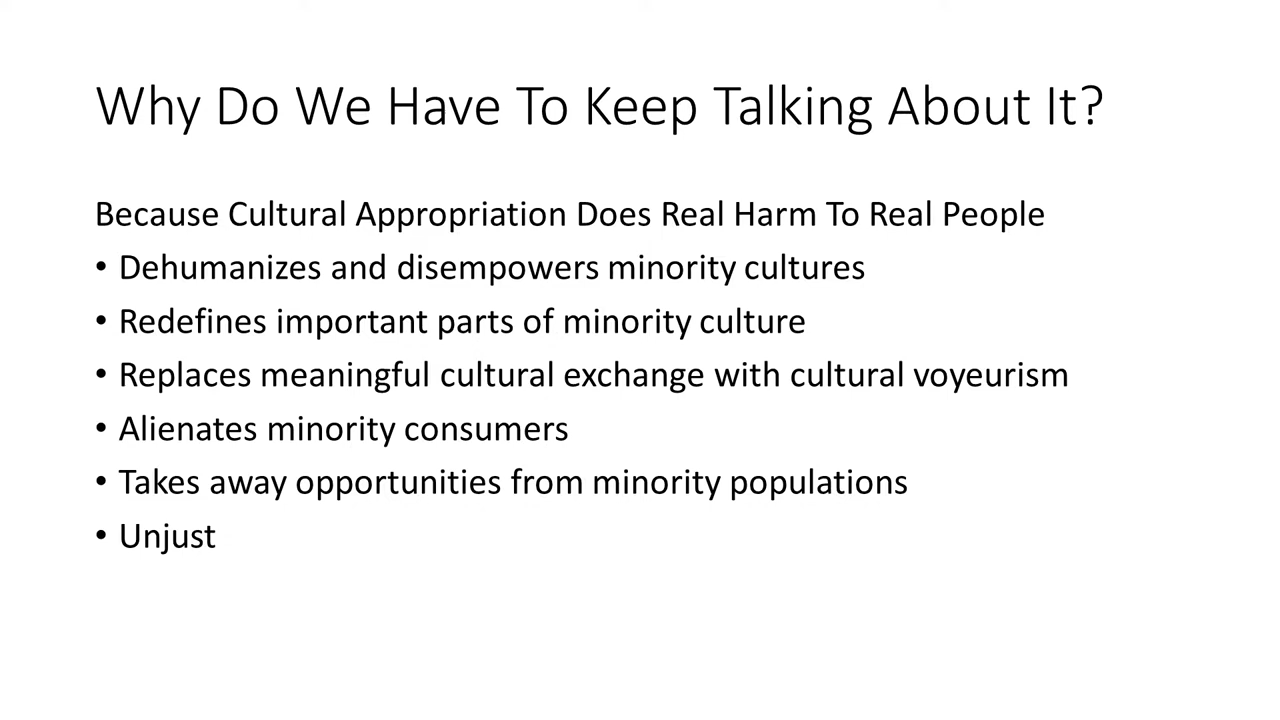 Why Do We Have To Keep Talking About It?
Because Cultural Appropriation Does Real Harm To Real People
• Dehumanizes and disempowers minority cultures
• Redefines important parts of minority culture
• Replaces meaningful cultural exchange with cultural voyeurism
• Alienates minority consumers
• Takes away opportunities from minority populations
• Unjust